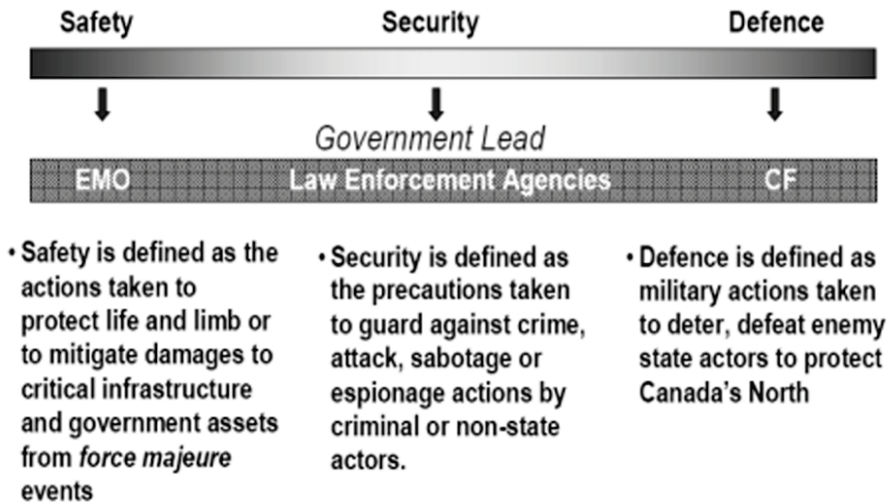 Safety Security Defence
Government Lead
EMO Law Enforcement Agencies CF
• Safety is defined as the
actions taken to
protect life and limb or
to mitigate damages to
critical infrastructure
and government assets
from force majeure
events
• Security is defined as
the precautions taken
to guard against crime,
attack, sabotage or
espionage actions by
criminal or non-state
actors.
• Defence is defined as
military actions taken
to deter, defeat enemy
state actors to protect
Canada's North